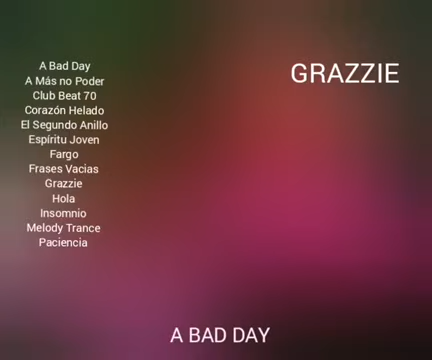 A Bad Day
A Más no Poder
Club Beat 70
Corazón Helado
El Segundo Anillo
Espíritu Joven
Fargo
Frases Vacias
Grazzie
Hola
Insomnio
Melody Trance
Paciencia
GRAZZIE
A BAD DAY